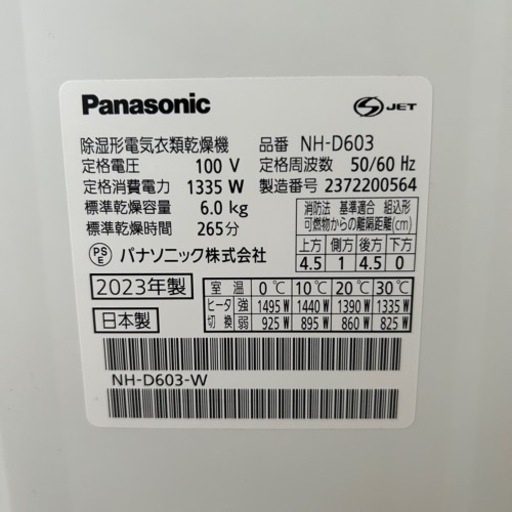 Panasonic
S JET
除湿形電気衣類乾燥機 品番 NH-D603
定格電圧 100 V 定格周波数 50/60 Hz
定格消費電力 1335 W 製造番号 2372200564
標準乾燥容量 6.0 kg
標準乾燥時間 265分
消防法 基準適合 組込形
可燃物からの離隔距離(cm)
上方 側方 後方 下方
4.5 1 4.5 0
PS E パナソニック株式会社
2023年製
日本製
室温 0℃ 10℃ 20℃ 30℃
ヒータ 強 1495 W 1440 W 1390 W 1335 W
切換 弱 925 W 895 W 860 W 825 W
NH-D603-W